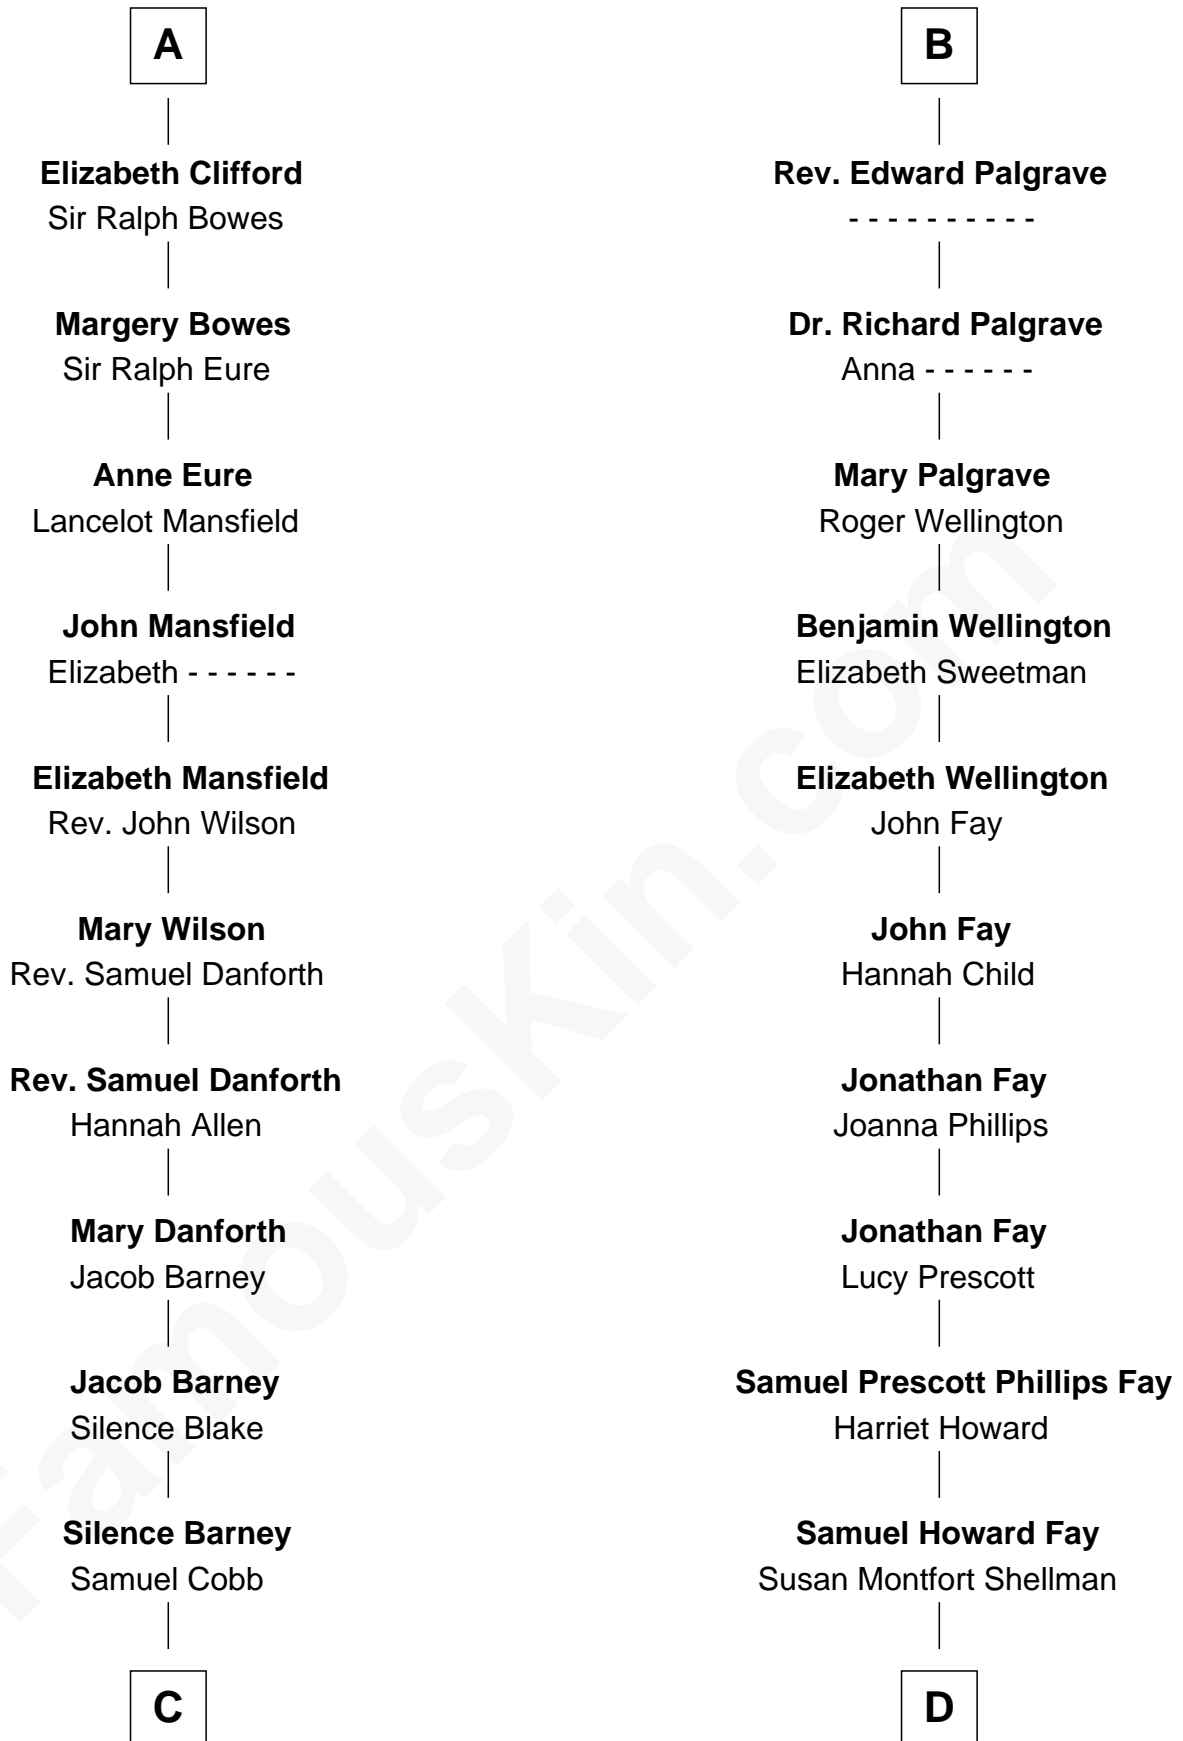 A
Elizabeth Clifford
Sir Ralph Bowes
Margery Bowes
Sir Ralph Eure
Anne Eure
Lancelot Mansfield
John Mansfield
Elizabeth - - - - - -
Elizabeth Mansfield
Rev. John Wilson
Mary Wilson
Rev. Samuel Danforth
Rev. Samuel Danforth
Hannah Allen
Mary Danforth
Jacob Barney
Jacob Barney
Silence Blake
Silence Barney
Samuel Cobb
C
B
Rev. Edward Palgrave
- - - - - - - - - -
Dr. Richard Palgrave
Anna - - - - - -
Mary Palgrave
Roger Wellington
Benjamin Wellington
Elizabeth Sweetman
Elizabeth Wellington
John Fay
John Fay
Hannah Child
Jonathan Fay
Joanna Phillips
Jonathan Fay
Lucy Prescott
Samuel Prescott Phillips Fay
Harriet Howard
Samuel Howard Fay
Susan Montfort Shellman
D
FamousKin.com